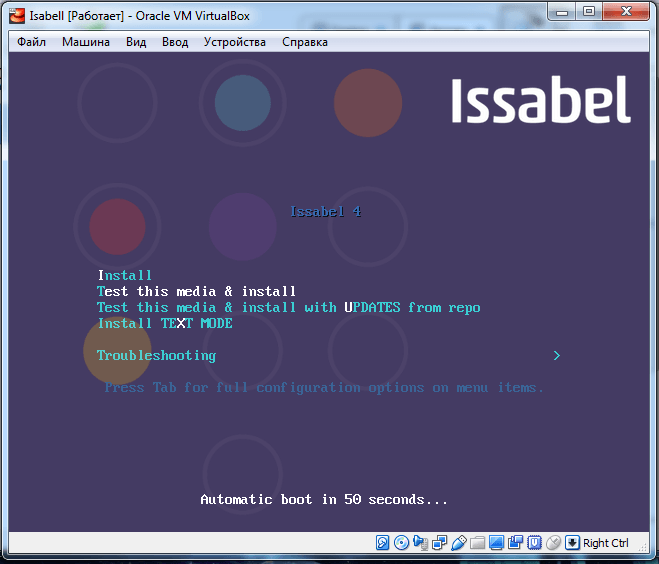 Isabell [Работает] - Oracle VM VirtualBox
Файл Машина Вид Ввод Устройства Справка
Issabel
Issabel 4
Install
Test this media & install
Test this media & install with UPDATES from repo
Install TEXT MODE
Troubleshooting >
Press Tab for full configuration options on menu items.
Automatic boot in 50 seconds...
Right Ctrl